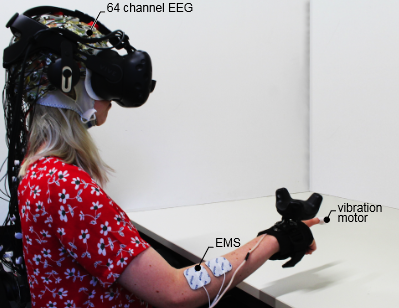 64 channel EEG
vibration
motor
EMS